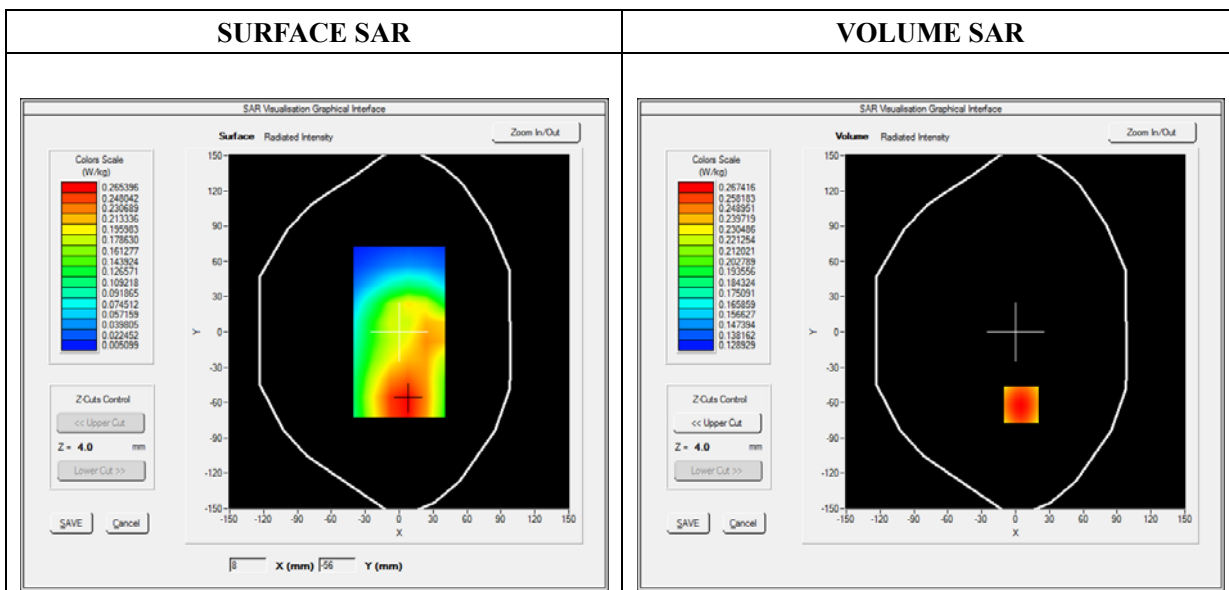 SURFACE SAR
VOLUME SAR
SAR Visualisation Graphical Interface
Surface Radiated Intensity
Zoom In/Out
Colors Scale
(W/kg)
0.265396
0.248042
0.230689
0.213336
0.195983
0.178630
0.161277
0.143924
0.126571
0.109218
0.091865
0.074512
0.057159
0.039805
0.022452
0.005099
Z-Cuts Control
<< Upper Cut
Z = 4.0 mm
Lower Cut >>
SAVE
Cancel
150
120
90
60
30
0
-30
-60
-90
-120
-150
Y
-150 -120 -90 -60 -30 0 30 60 90 120 150
X
8 X (mm) -56 Y (mm)
SAR Visualisation Graphical Interface
Volume Radiated Intensity
Zoom In/Out
Colors Scale
(W/kg)
0.267416
0.258183
0.248951
0.239719
0.230486
0.221254
0.212021
0.202789
0.193556
0.184324
0.175091
0.165859
0.156627
0.147394
0.138162
0.128929
Z-Cuts Control
<< Upper Cut
Z = 4.0 mm
Lower Cut >>
SAVE
Cancel
150
120
90
60
30
0
-30
-60
-90
-120
-150
Y
-150 -120 -90 -60 -30 0 30 60 90 120 150
X